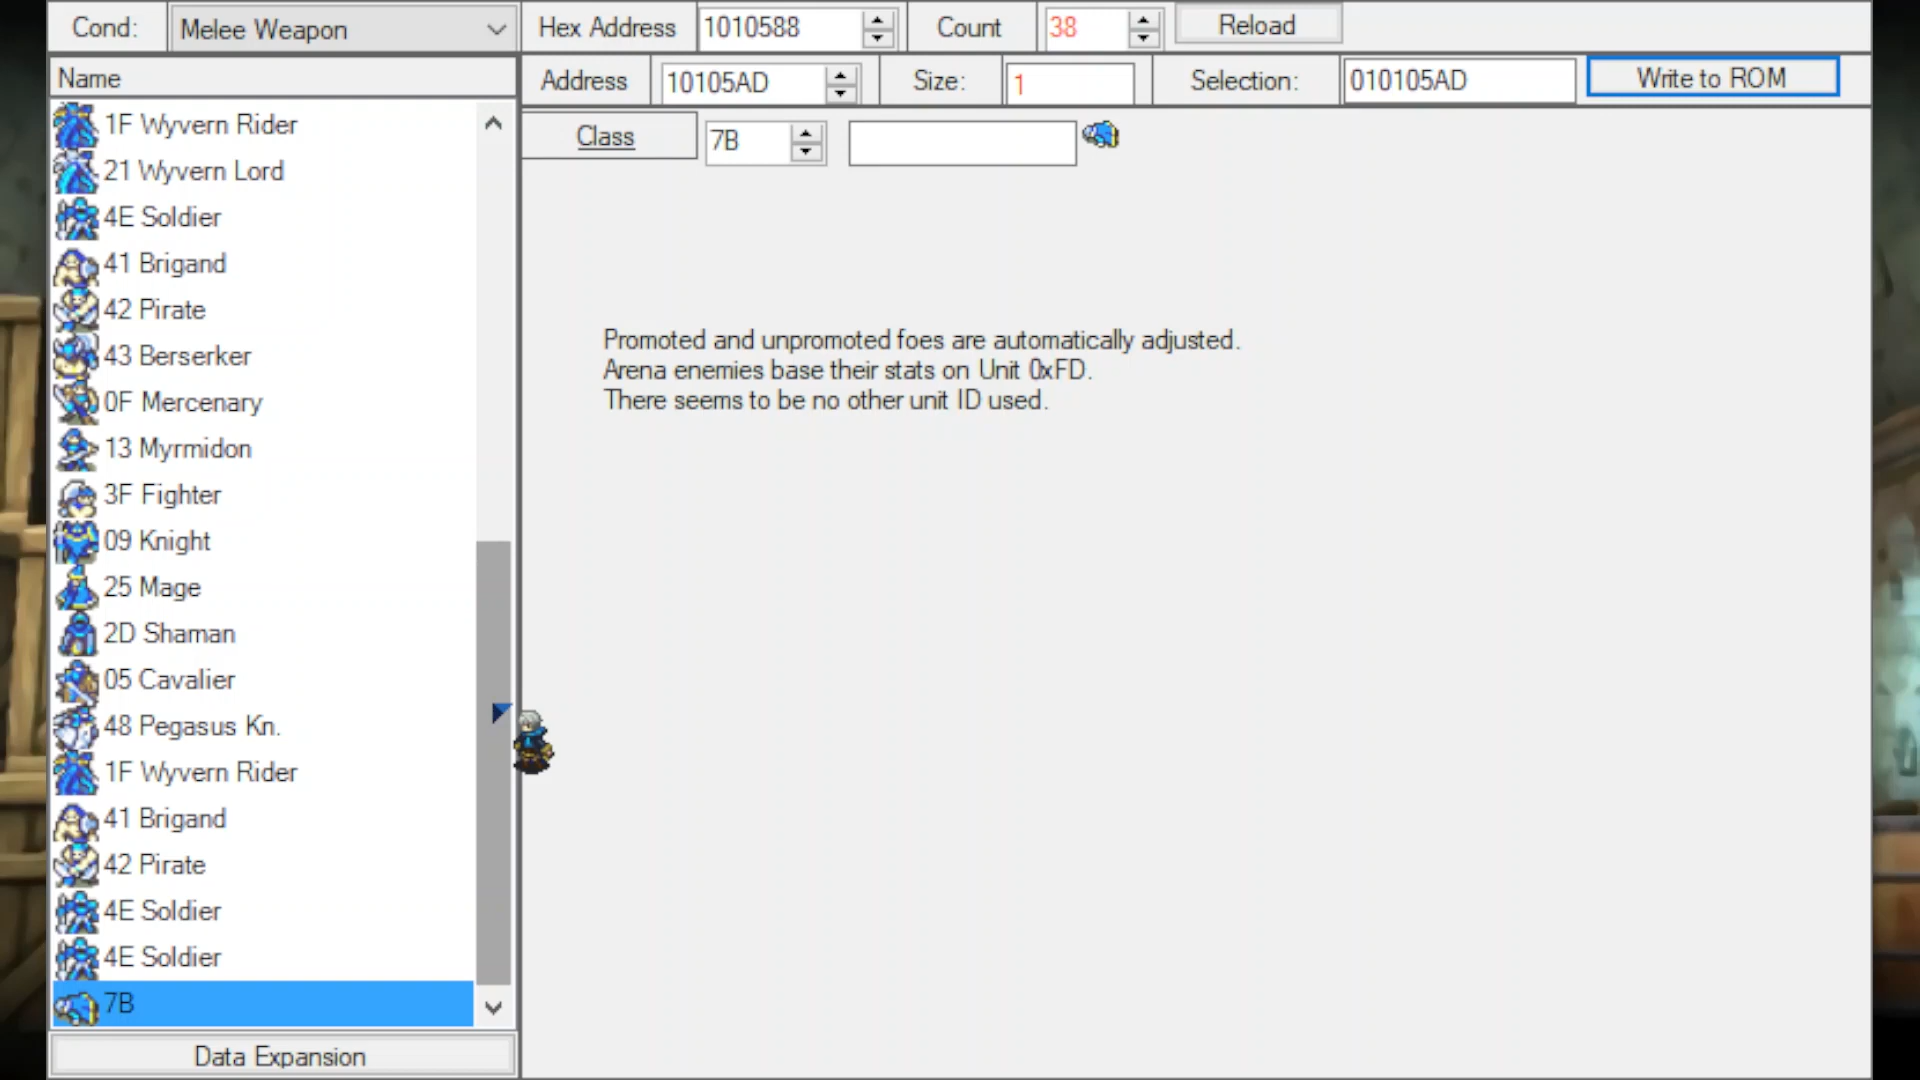 Cond: Melee Weapon Hex Address 1010588 Count 38 Reload
Name Address 10105AD Size: 1 Selection: 010105AD Write to ROM
Class 7B
1F Wyvern Rider
21 Wyvern Lord
4E Soldier
41 Brigand
42 Pirate
43 Berserker
0F Mercenary
13 Myrmidon
3F Fighter
09 Knight
25 Mage
2D Shaman
05 Cavalier
48 Pegasus Kn.
1F Wyvern Rider
41 Brigand
42 Pirate
4E Soldier
4E Soldier
7B
Data Expansion
Promoted and unpromoted foes are automatically adjusted.
Arena enemies base their stats on Unit 0xFD.
There seems to be no other unit ID used.